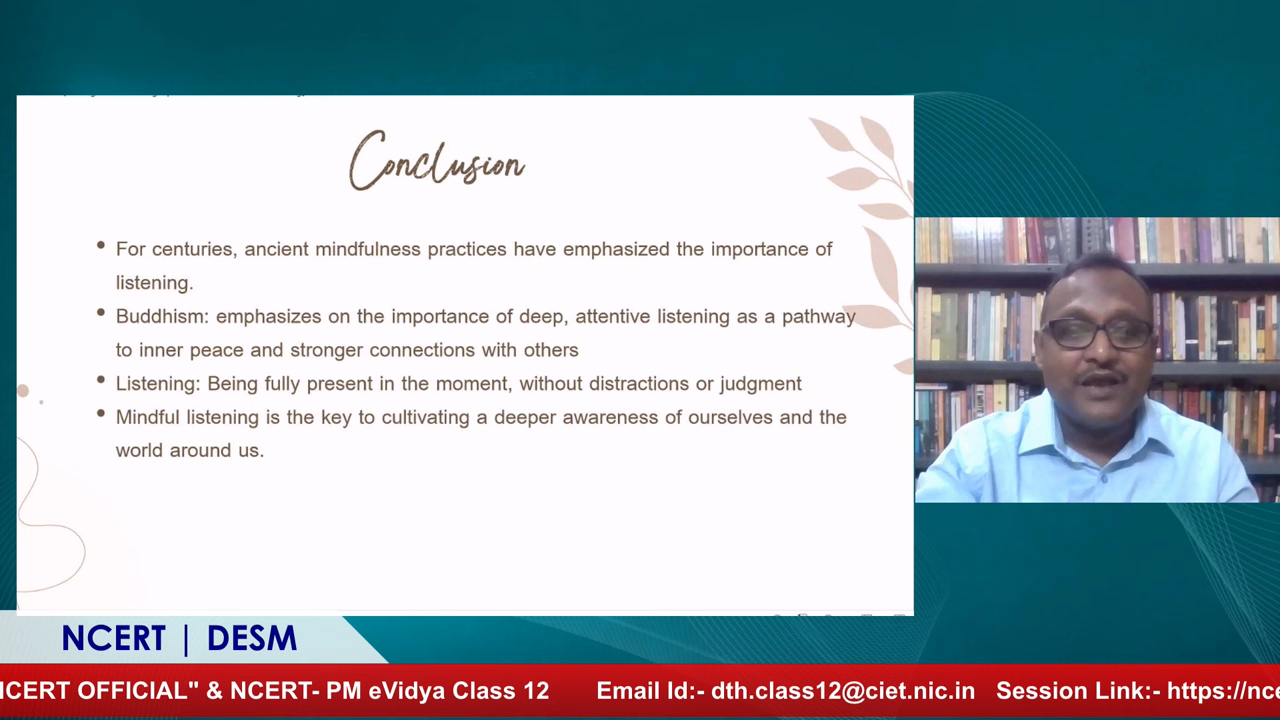 Conclusion
• For centuries, ancient mindfulness practices have emphasized the importance of
listening.
• Buddhism: emphasizes on the importance of deep, attentive listening as a pathway
to inner peace and stronger connections with others
• Listening: Being fully present in the moment, without distractions or judgment
• Mindful listening is the key to cultivating a deeper awareness of ourselves and the
world around us.
NCERT | DESM
NCERT OFFICIAL" & NCERT- PM eVidya Class 12 Email Id:- dth.class12@ciet.nic.in Session Link:- https://nce